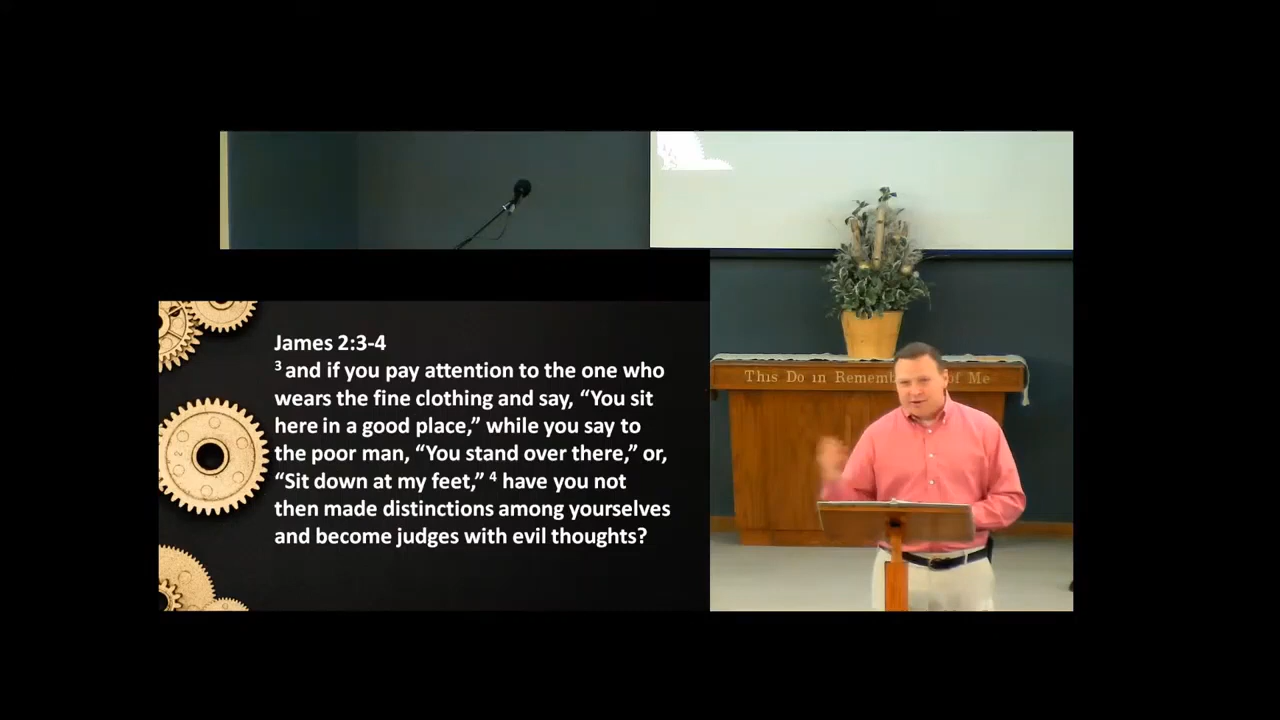 This Do in Remem of Me
James 2:3-4
3 and if you pay attention to the one who
wears the fine clothing and say, “You sit
here in a good place,” while you say to
the poor man, “You stand over there,” or,
“Sit down at my feet,” 4 have you not
then made distinctions among yourselves
and become judges with evil thoughts?